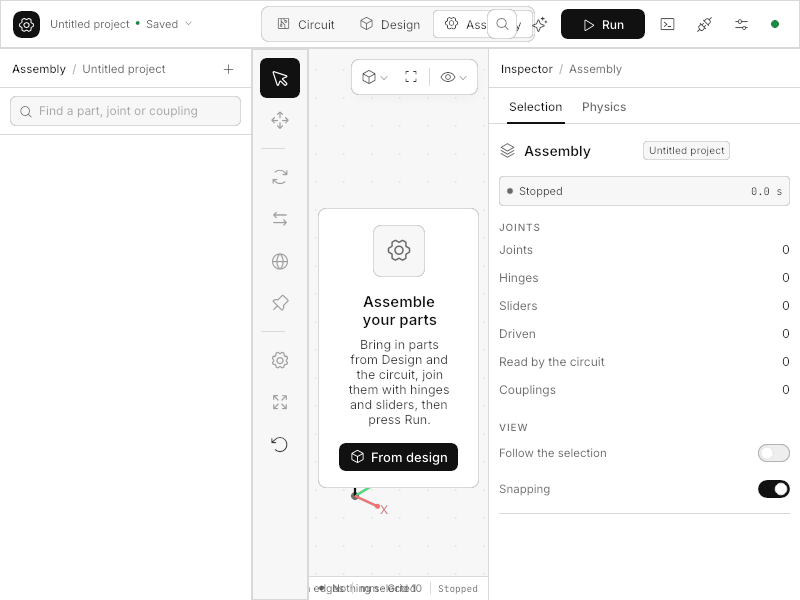 Untitled project • Saved
Circuit
Design
Run
Assembly / Untitled project
Find a part, joint or coupling
Assemble
your parts
Bring in parts
from Design and
the circuit, join
them with hinges
and sliders, then
press Run.
From design
X
Stopped
Inspector / Assembly
Selection
Physics
Assembly
Untitled project
Stopped
0.0 s
JOINTS
Joints
0
Hinges
0
Sliders
0
Driven
0
Read by the circuit
0
Couplings
0
VIEW
Follow the selection
Snapping